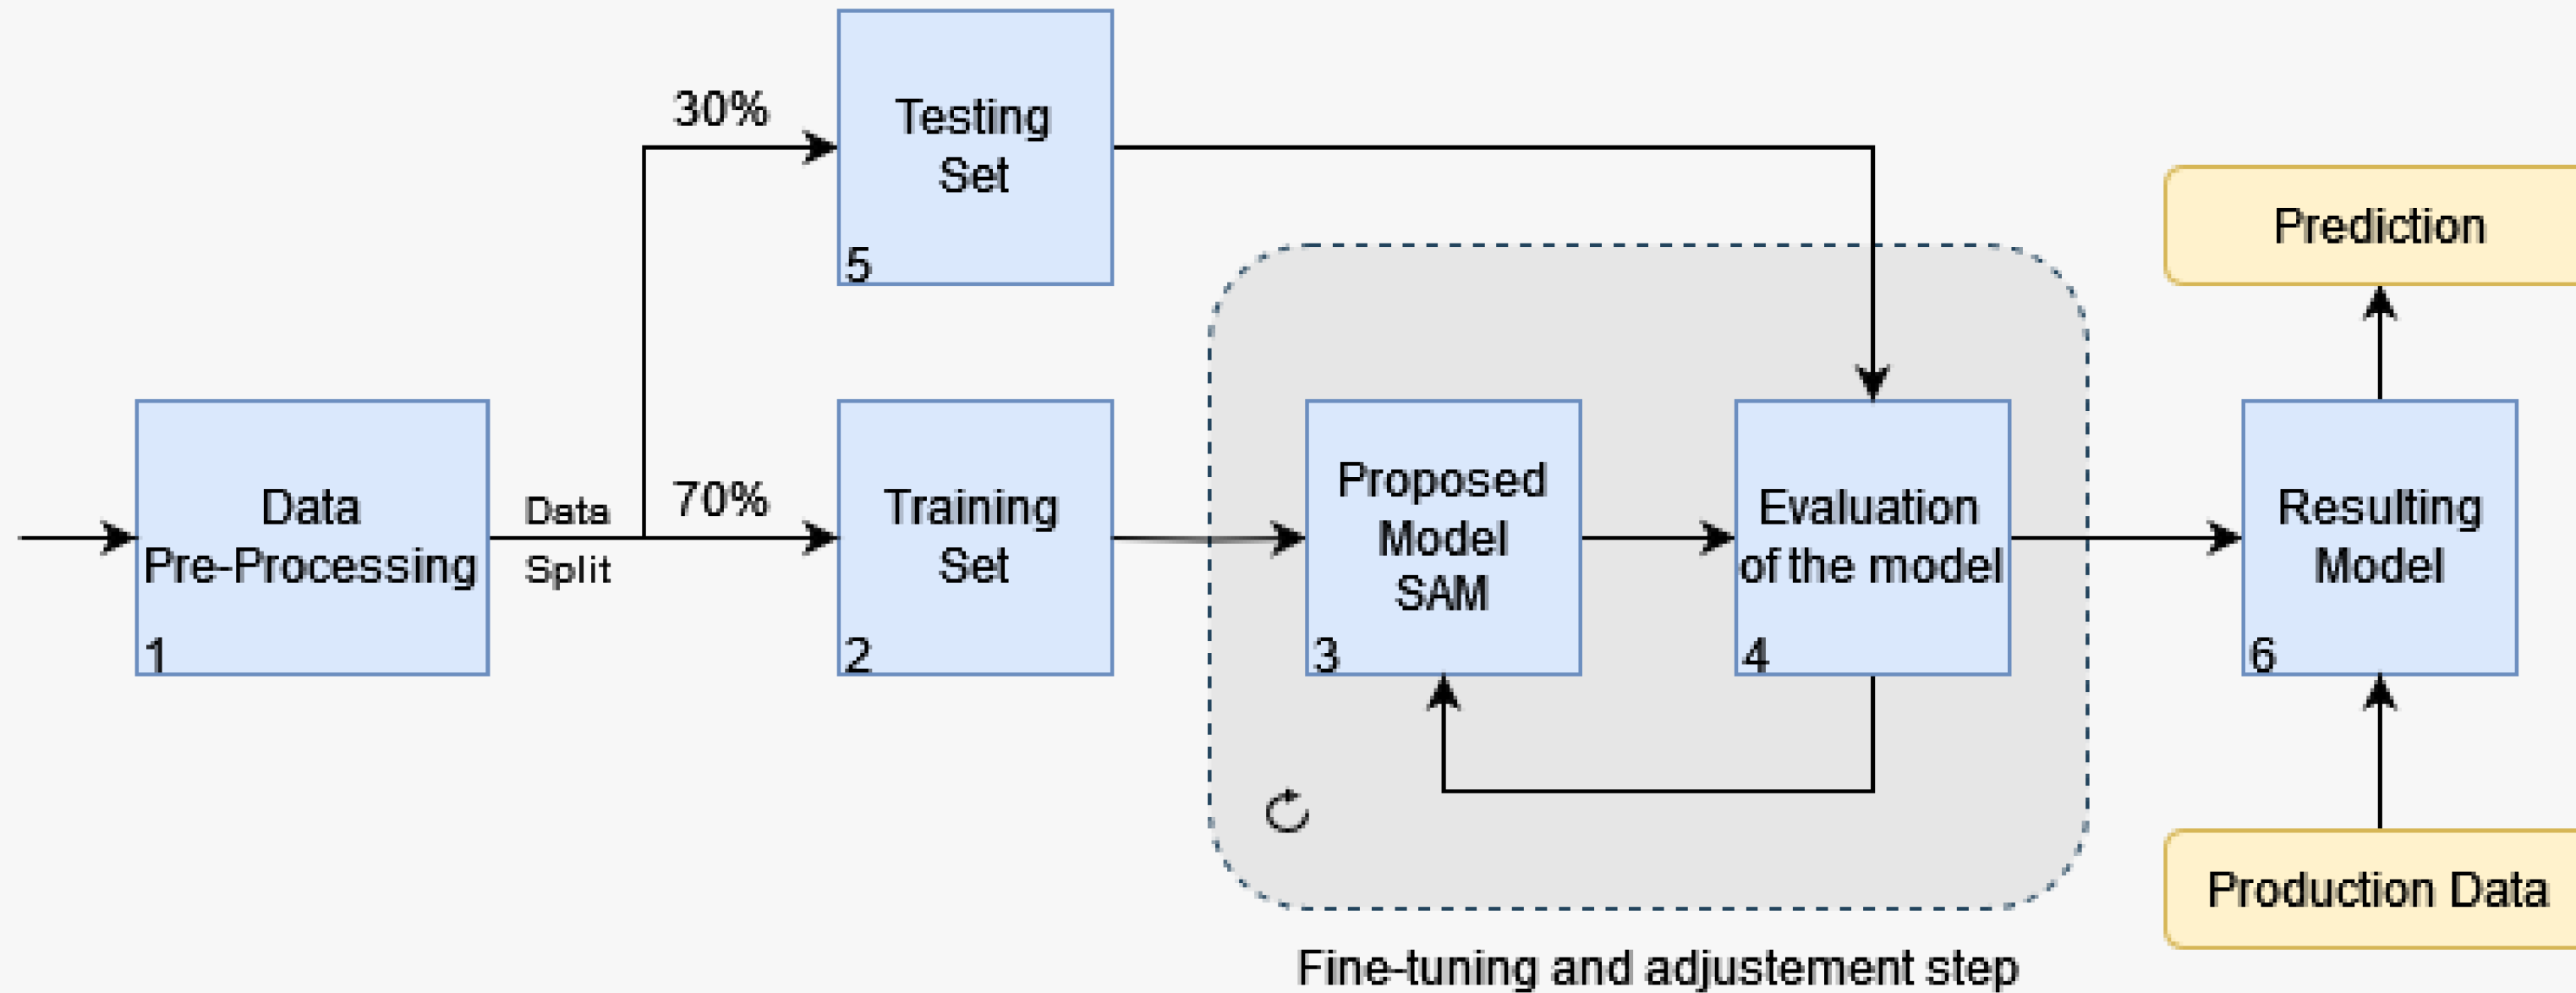 30%
Testing
Set
5
Prediction
Data
Pre-Processing
1
Data
Split
70%
Training
Set
2
Proposed
Model
SAM
3
Evaluation
of the model
4
Resulting
Model
6
Production Data
Fine-tuning and adjustement step